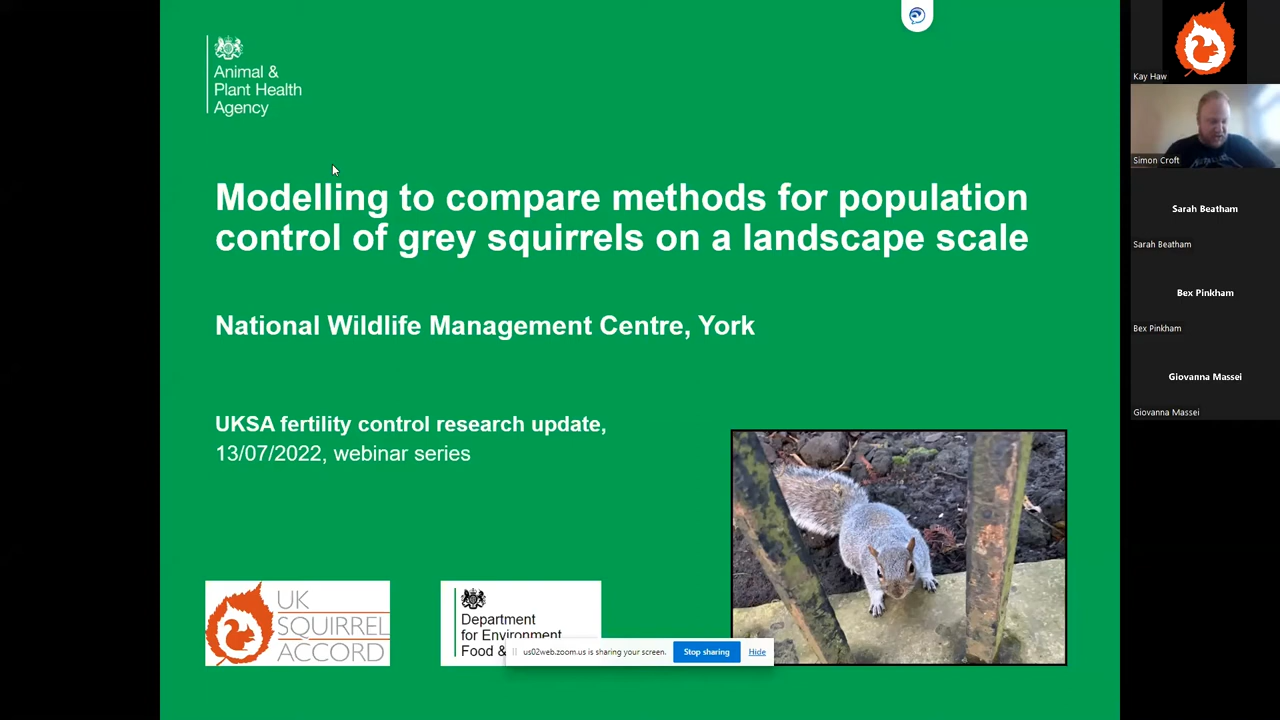 Animal &
Plant Health
Agency
Modelling to compare methods for population
control of grey squirrels on a landscape scale
National Wildlife Management Centre, York
UKSA fertility control research update,
13/07/2022, webinar series
UK
SQUIRREL
ACCORD
Department
for Environment
Food &
us02web.zoom.us is sharing your screen.
Stop sharing
Hide
Kay Haw
Simon Croft
Sarah Beatham
Sarah Beatham
Bex Pinkham
Bex Pinkham
Giovanna Massei
Giovanna Massei